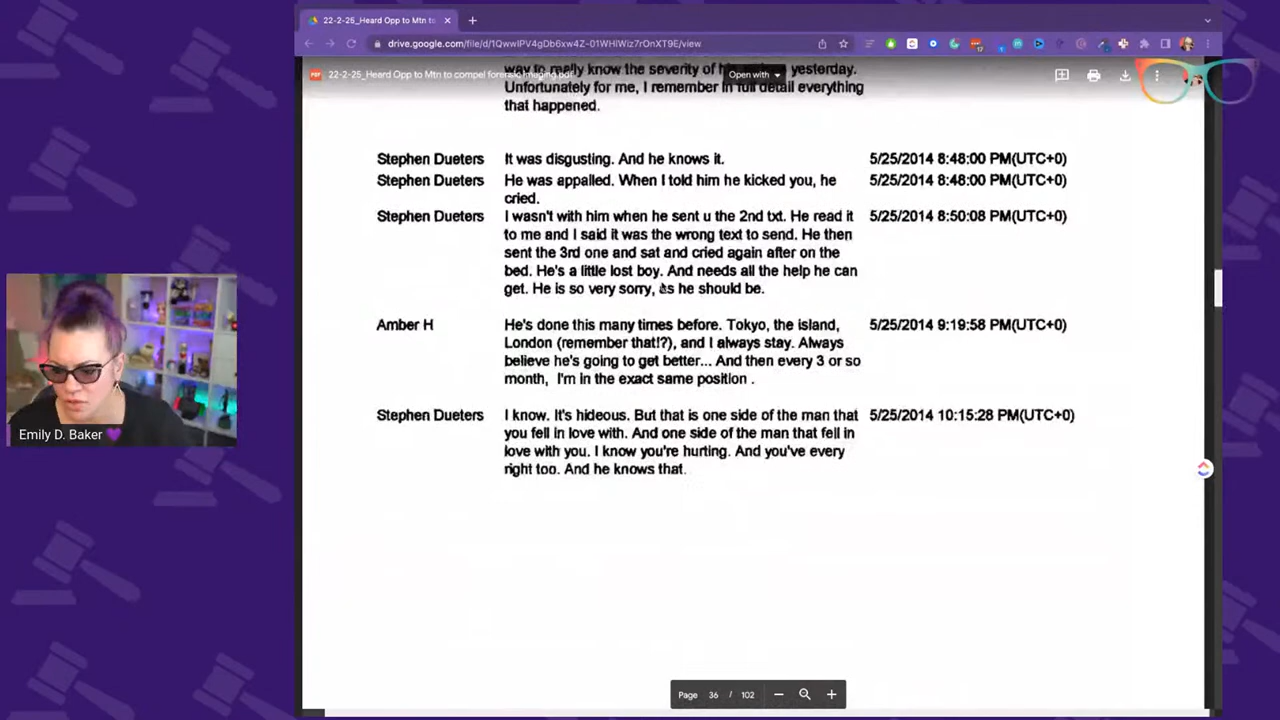 22-2-25_Heard Opp to Mtn to
drive.google.com/file/d/1QwwIPV4gDb6xw4Z-01WHlWiz7rOnXT9E/view
PDF 22-2-25_Heard Opp to Mtn to compel forensic imaging.pdf
Open with
way to really know the severity of his yesterday.
Unfortunately for me, I remember in full detail everything
that happened.
Stephen Dueters It was disgusting. And he knows it. 5/25/2014 8:48:00 PM(UTC+0)
Stephen Dueters He was appalled. When I told him he kicked you, he 5/25/2014 8:48:00 PM(UTC+0)
cried.
Stephen Dueters I wasn't with him when he sent u the 2nd txt. He read it 5/25/2014 8:50:08 PM(UTC+0)
to me and I said it was the wrong text to send. He then
sent the 3rd one and sat and cried again after on the
bed. He's a little lost boy. And needs all the help he can
get. He is so very sorry, as he should be.
Amber H He's done this many times before. Tokyo, the island, 5/25/2014 9:19:58 PM(UTC+0)
London (remember that!?), and I always stay. Always
believe he's going to get better... And then every 3 or so
month, I'm in the exact same position .
Stephen Dueters I know. It's hideous. But that is one side of the man that 5/25/2014 10:15:28 PM(UTC+0)
you fell in love with. And one side of the man that fell in
love with you. I know you're hurting. And you've every
right too. And he knows that.
Emily D. Baker 💜
Page 36 / 102